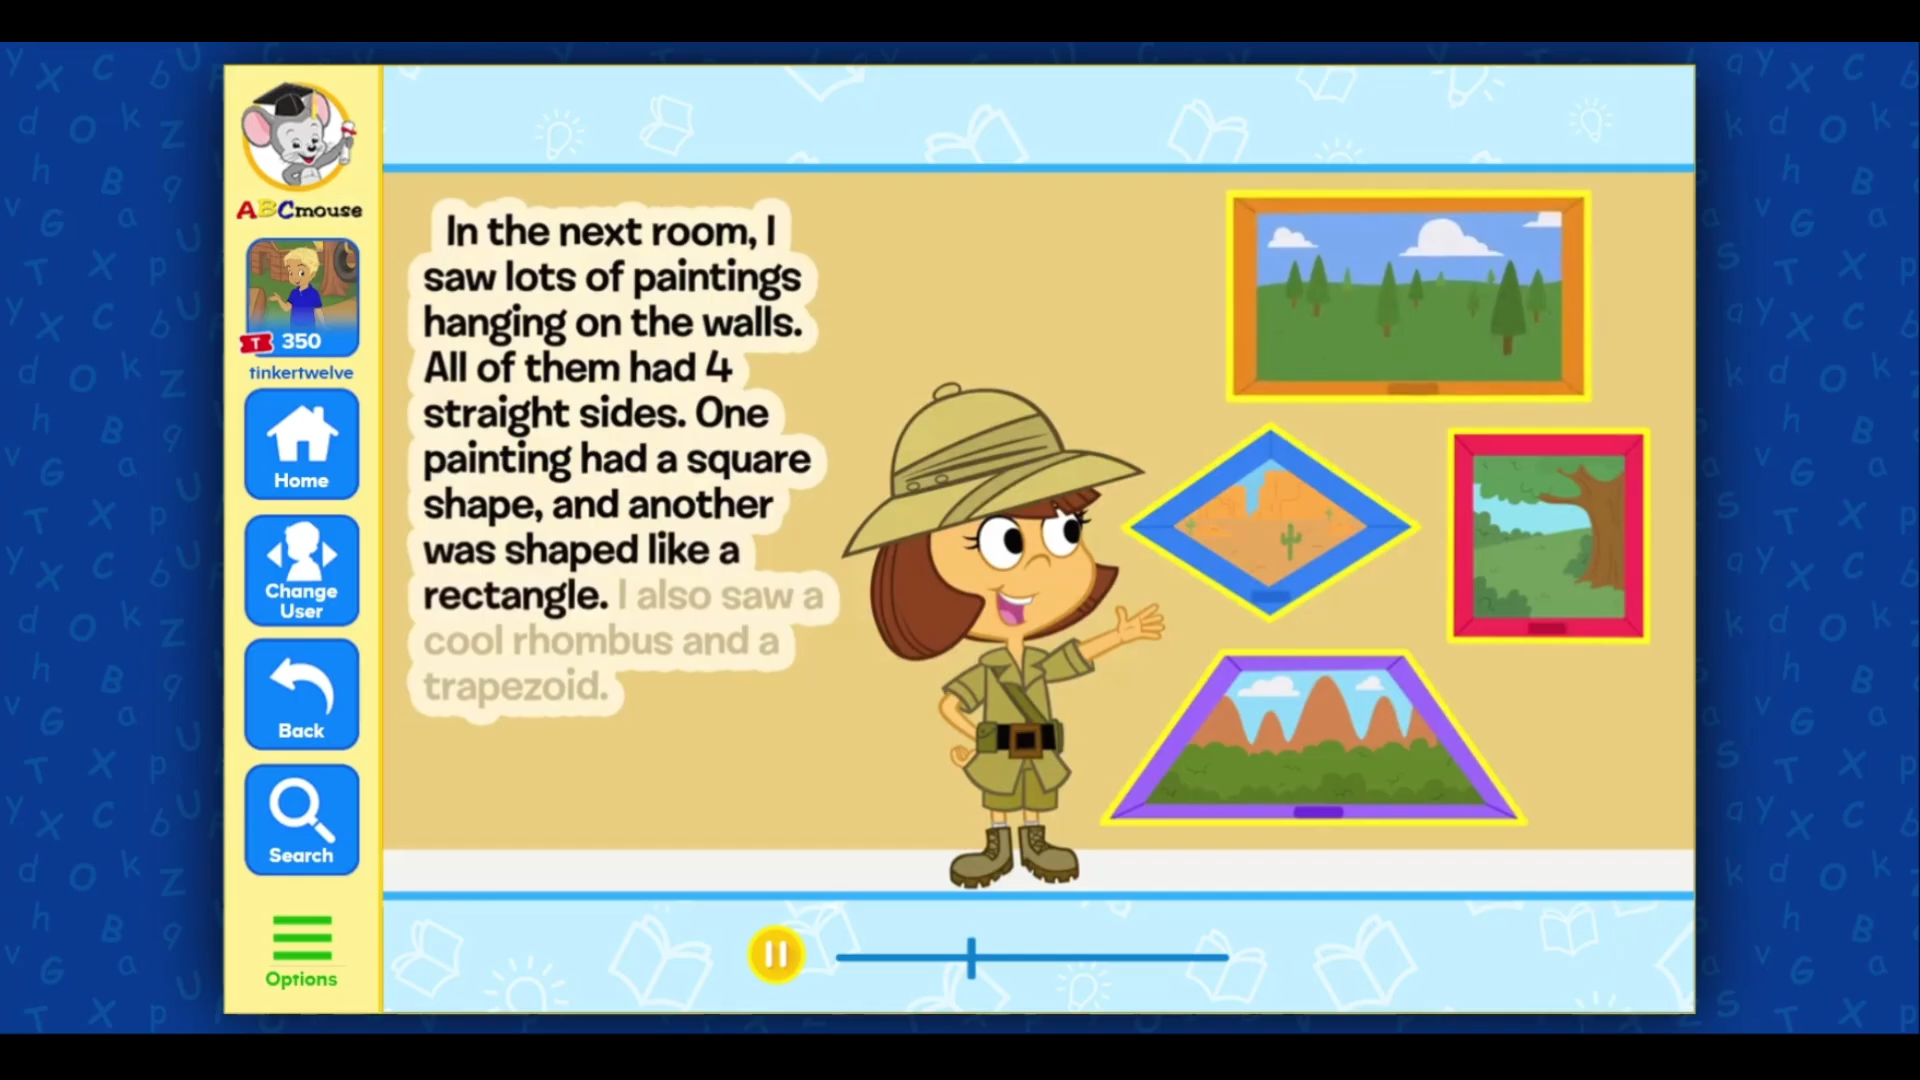 ABCmouse
T 350
tinkertwelve
Home
Change
User
Back
Search
Options
In the next room, I
saw lots of paintings
hanging on the walls.
All of them had 4
straight sides. One
painting had a square
shape, and another
was shaped like a
rectangle. I also saw a
cool rhombus and a
trapezoid.